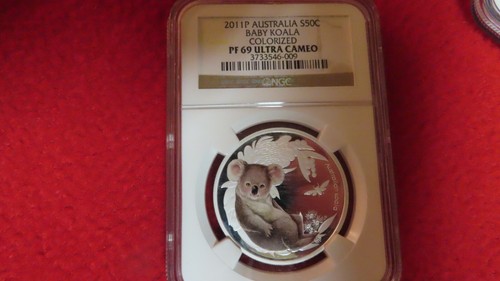 2011P AUSTRALIA S50C
BABY KOALA
COLORIZED
PF 69 ULTRA CAMEO
3733546-009
NGC